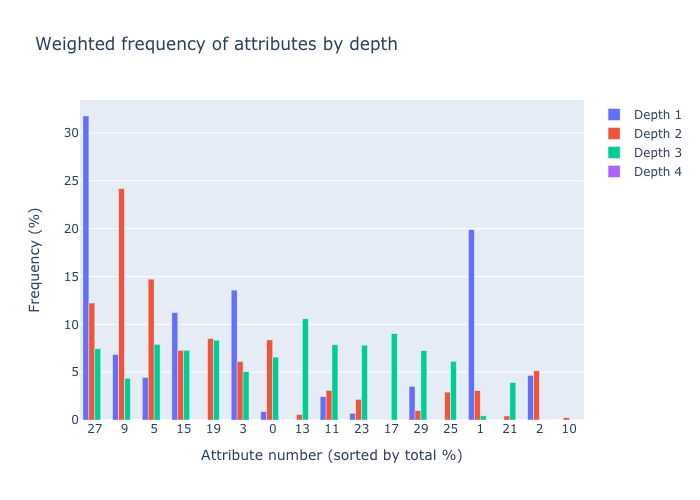 Weighted frequency of attributes by depth
Depth 1
Depth 2
Depth 3
Depth 4
Frequency (%)
30
25
20
15
10
5
0
27 9 5 15 19 3 0 13 11 23 17 29 25 1 21 2 10
Attribute number (sorted by total %)